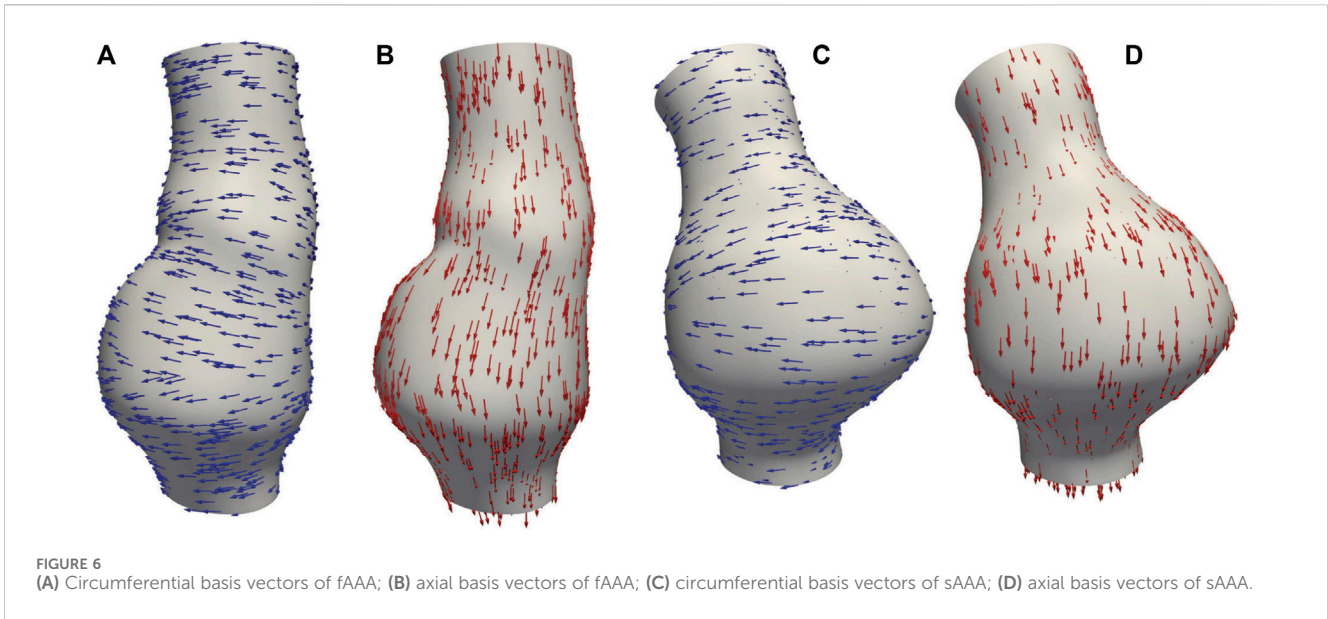 A B C D
FIGURE 6
(A) Circumferential basis vectors of fAAA; (B) axial basis vectors of fAAA; (C) circumferential basis vectors of sAAA; (D) axial basis vectors of sAAA.